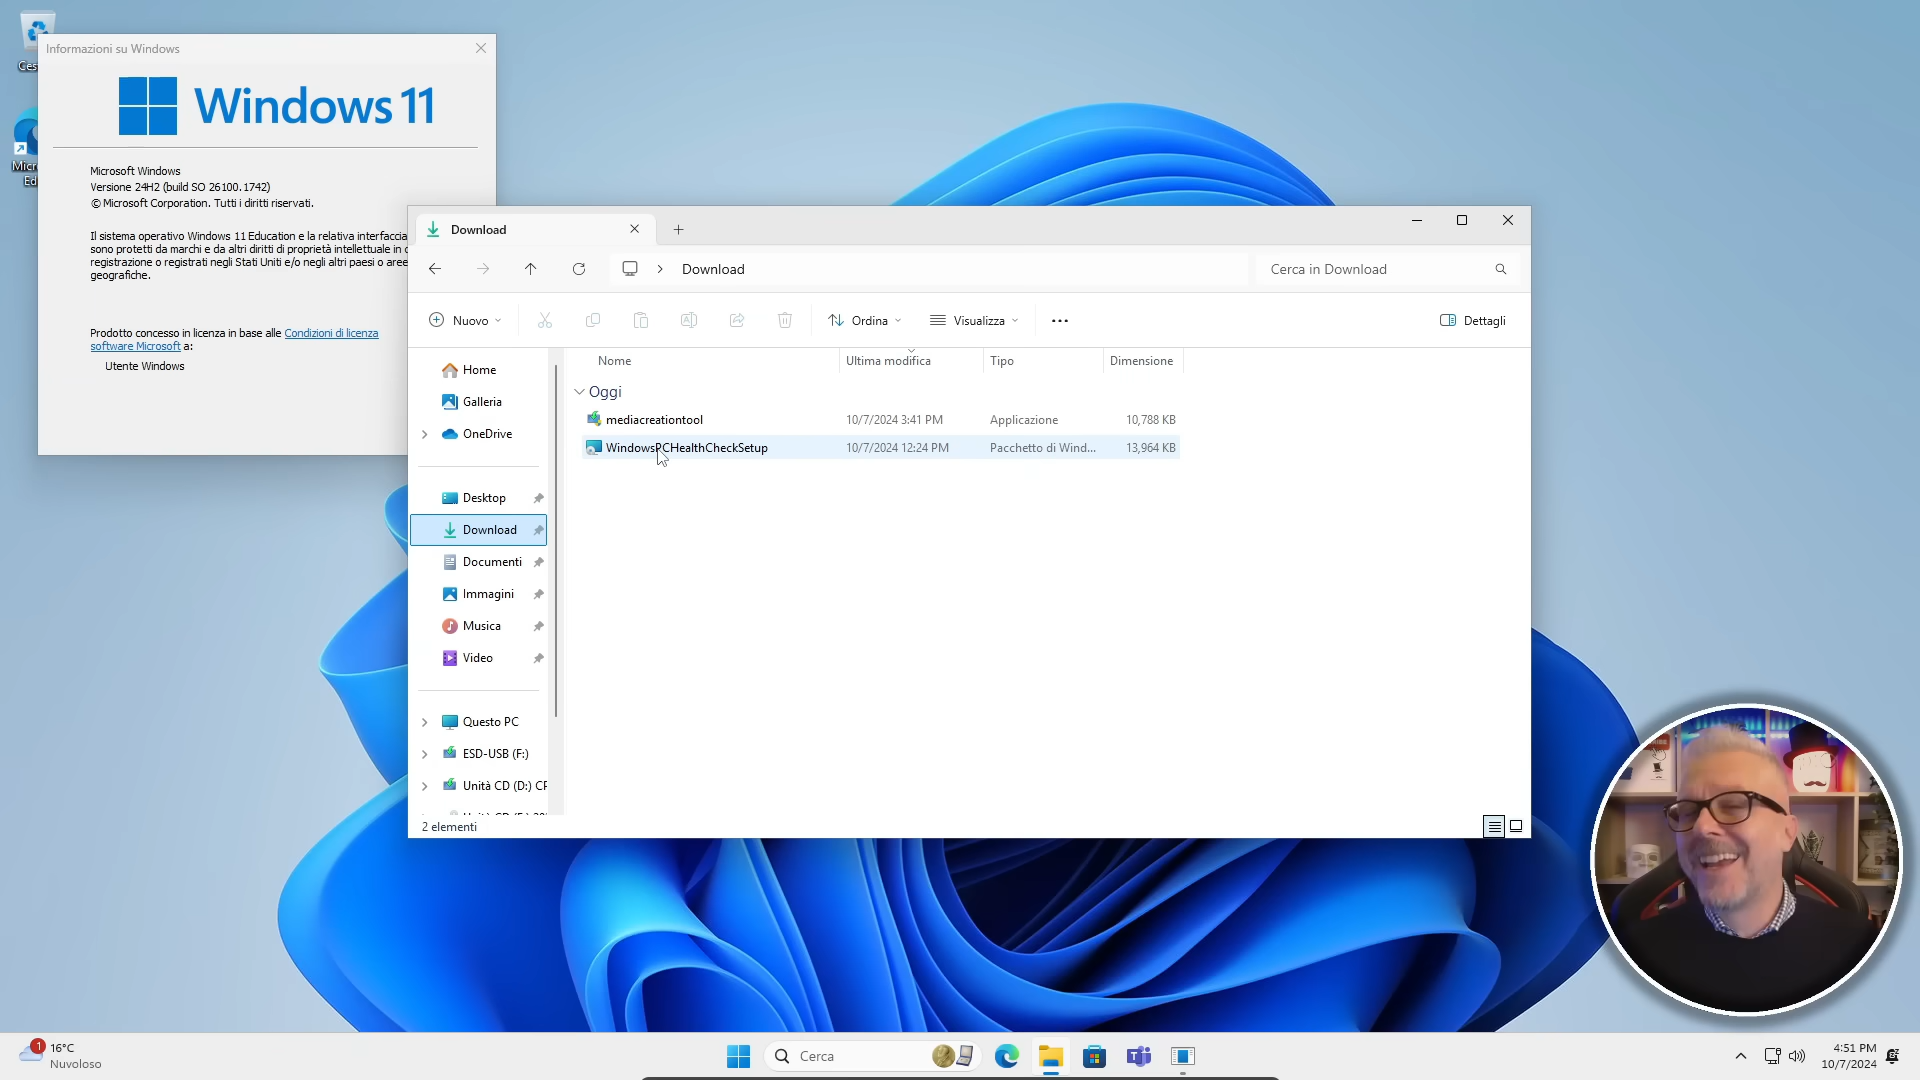 Informazioni su Windows
Windows 11
Microsoft Windows
Versione 24H2 (build SO 26100.1742)
© Microsoft Corporation. Tutti i diritti riservati.
Il sistema operativo Windows 11 Education e la relativa interfaccia
sono protetti da marchi e da altri diritti di proprietà intellettuale in
registrazione o registrati negli Stati Uniti e/o negli altri paesi o aree
geografiche.
Prodotto concesso in licenza in base alle Condizioni di licenza
software Microsoft a:
Utente Windows
Download
Download
Cerca in Download
Nuovo
Ordina
Visualizza
Dettagli
Nome Ultima modifica Tipo Dimensione
Oggi
mediacreationtool 10/7/2024 3:41 PM Applicazione 10,788 KB
WindowsPCHealthCheckSetup 10/7/2024 12:24 PM Pacchetto di Wind... 13,964 KB
Home
Galleria
OneDrive
Desktop
Download
Documenti
Immagini
Musica
Video
Questo PC
ESD-USB (F:)
Unità CD (D:)
2 elementi
1
16°C
Nuvoloso
Cerca
4:51 PM
10/7/2024